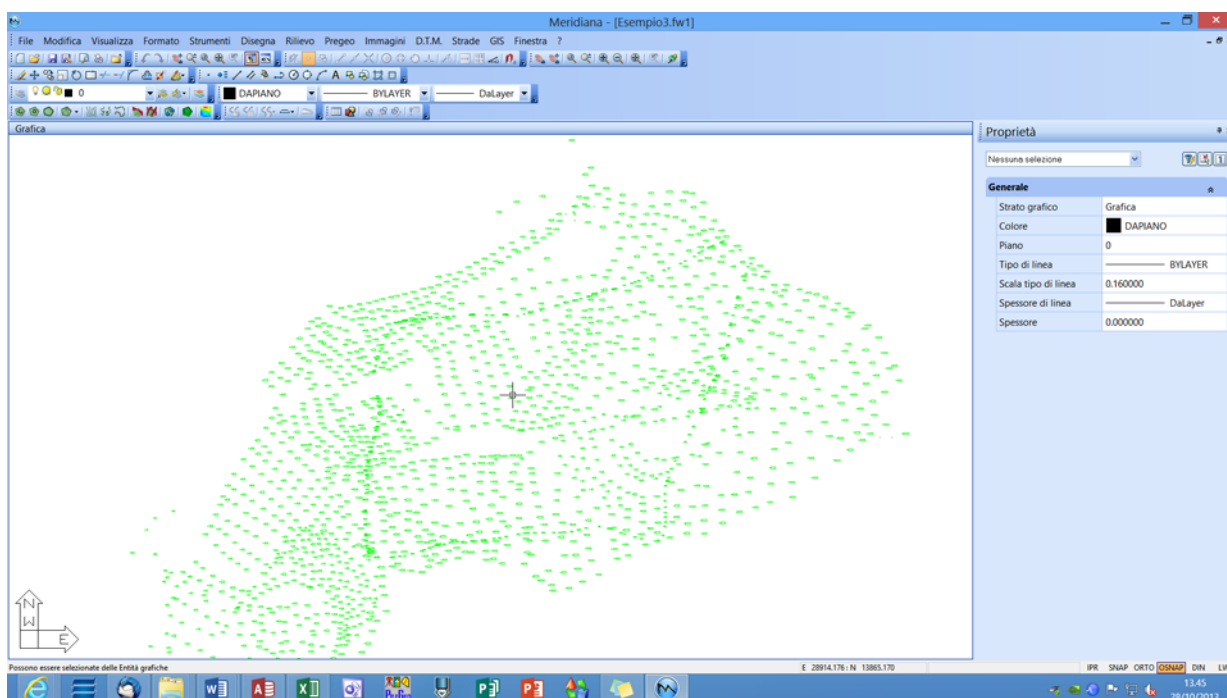 Meridiana - [Esempio3.fw1]
File Modifica Visualizza Formato Strumenti Disegna Rilievo Pregeo Immagini D.T.M. Strade GIS Finestra ?
0 DAPIANO BYLAYER DaLayer
Grafica
Proprietà
Nessuna selezione
Generale
Strato grafico Grafica
Colore DAPIANO
Piano 0
Tipo di linea BYLAYER
Scala tipo di linea 0.160000
Spessore di linea DaLayer
Spessore 0.000000
N
W
E
Possono essere selezionate delle Entità grafiche E 28914.176 : N 13865.170 IPR SNAP ORTO OSNAP DIN LW
13.45